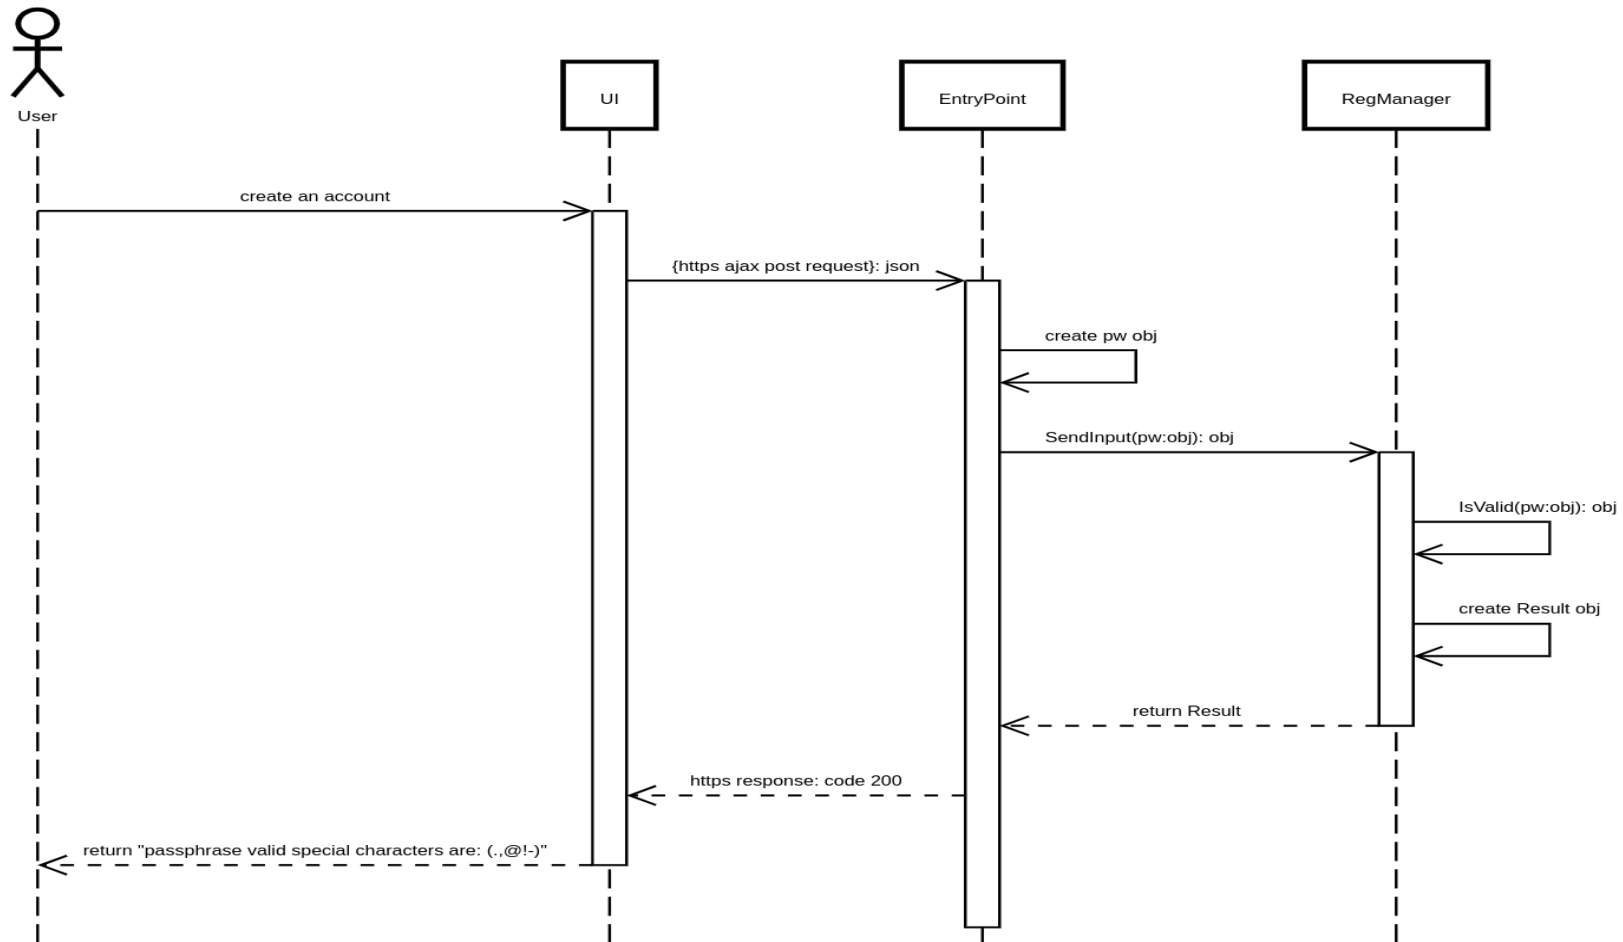 User
UI
EntryPoint
RegManager
create an account
{https ajax post request}: json
create pw obj
SendInput(pw:obj): obj
IsValid(pw:obj): obj
create Result obj
return Result
https response: code 200
return "passphrase valid special characters are: (.,@!-)"